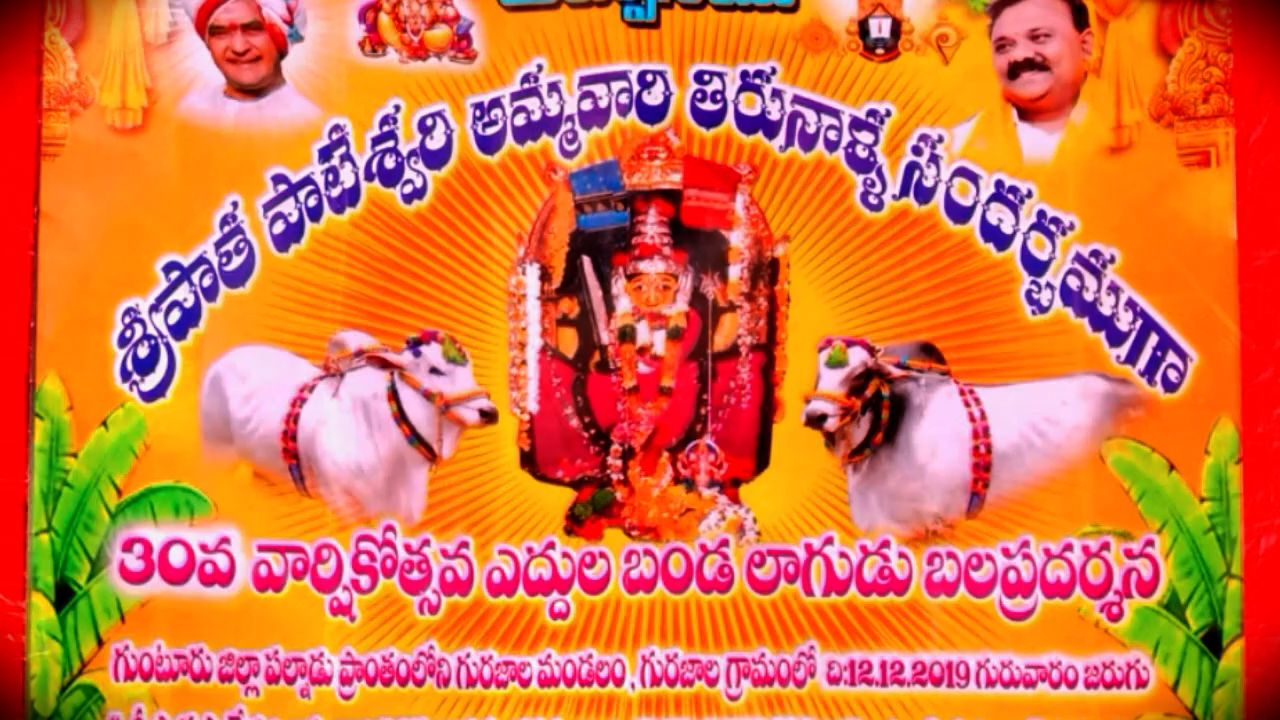 శ్రీపాత పాటేశ్వరి అమ్మవారి తిరునాళ్ళ సందర్భముగా
30వ వార్షికోత్సవ ఎద్దుల బండ లాగుడు బలప్రదర్శన
గుంటూరు జిల్లా పల్నాడు ప్రాంతంలోని గురజాల మండలం, గురజాల గ్రామంలో ది:12.12.2019 గురువారం జరుగు